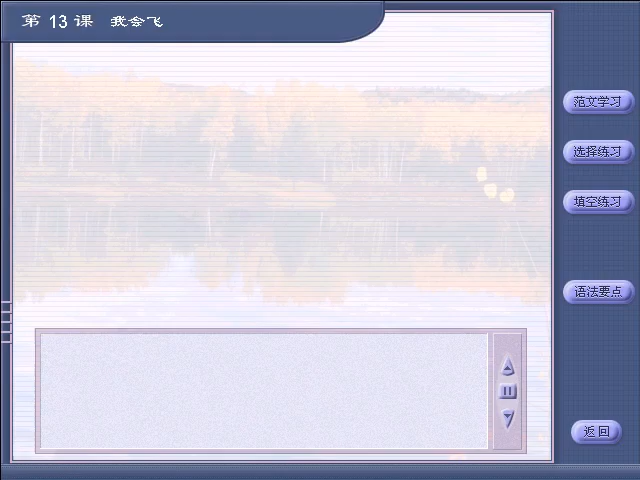 第 13 课 我会飞
范文学习
选择练习
填空练习
语法要点
返回